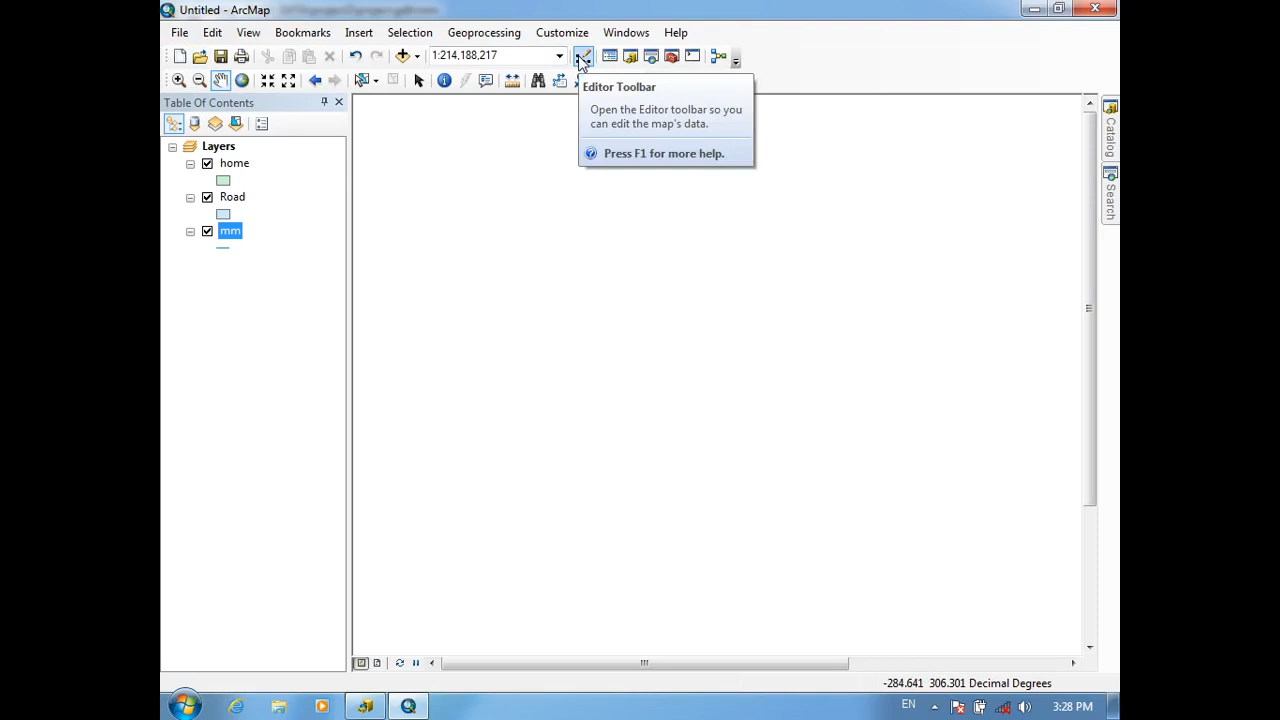 Untitled - ArcMap
File Edit View Bookmarks Insert Selection Geoprocessing Customize Windows Help
1:214,188,217
Table Of Contents
Editor Toolbar
Open the Editor toolbar so you
can edit the map's data.
Press F1 for more help.
Layers
home
Road
mm
Catalog
Search
-284.641 306.301 Decimal Degrees
EN
3:28 PM